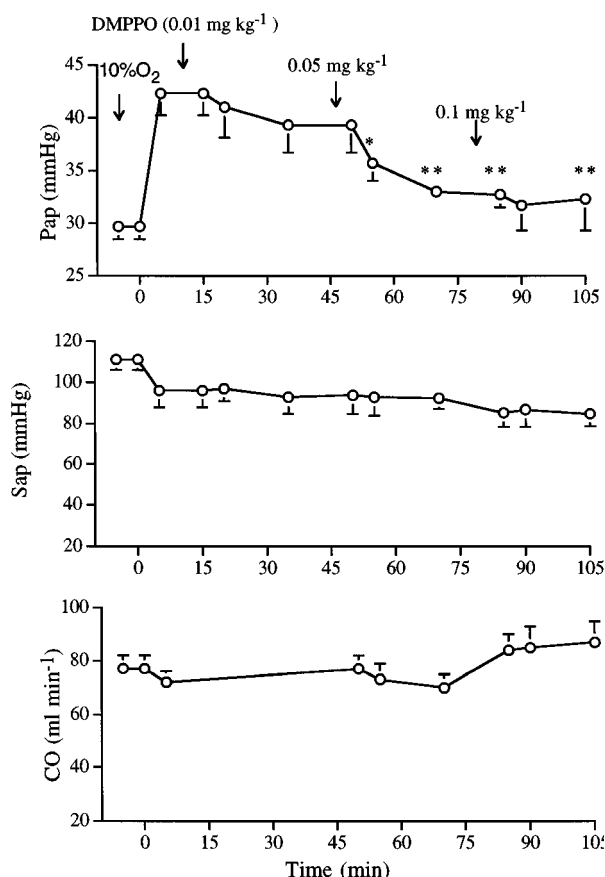 DMPPO (0.01 mg kg-1 )
10%O2
0.05 mg kg-1
0.1 mg kg-1
45
40
35
30
25
Pap (mmHg)
*
**
**
**
0 15 30 45 60 75 90 105
120
100
80
60
40
20
Sap (mmHg)
0 15 30 45 60 75 90 105
100
80
60
40
20
CO (ml min-1)
0 15 30 45 60 75 90 105
Time (min)